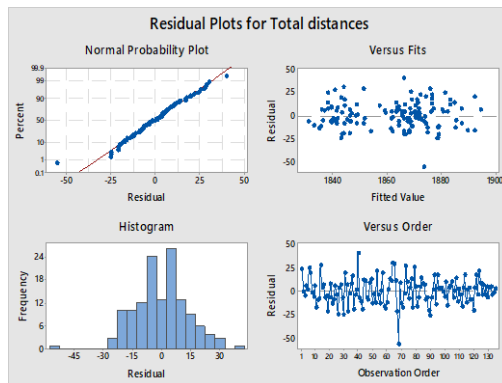 Residual Plots for Total distances
Normal Probability Plot
Versus Fits
99.9
99
90
50
10
1
0.1
Percent
-50
-25
0
25
50
Residual
50
25
0
-25
-50
Residual
1840
1860
1880
1900
Fitted Value
Histogram
Versus Order
24
18
12
6
0
Frequency
-45
-30
-15
0
15
30
Residual
50
25
0
-25
-50
Residual
1 10 20 30 40 50 60 70 80 90 100 110 120 130
Observation Order